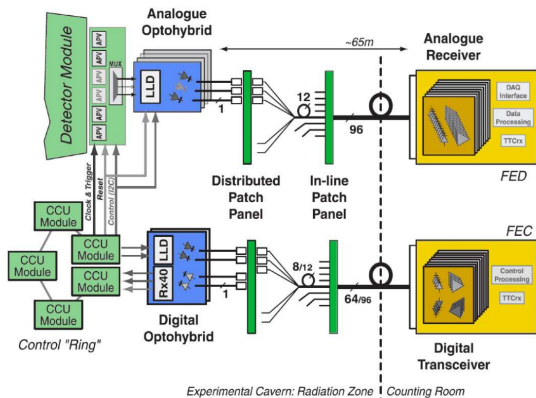 Analogue
Optohybrid
~65m
Analogue
Receiver
Detector Module
APV
APV
APV
APV
APV
APV
MUX
LLD
1
12
96
DAQ
Interface
Data
Processing
TTCrx
FED
Clock & Trigger
Reset
Control (I2C)
Distributed
Patch
Panel
In-line
Patch
Panel
FEC
CCU
Module
CCU
Module
CCU
Module
CCU
Module
CCU
Module
LLD
Rx40
1
8/12
64/96
Control
Processing
TTCrx
Digital
Optohybrid
Digital
Transceiver
Control "Ring"
Experimental Cavern: Radiation Zone
Counting Room